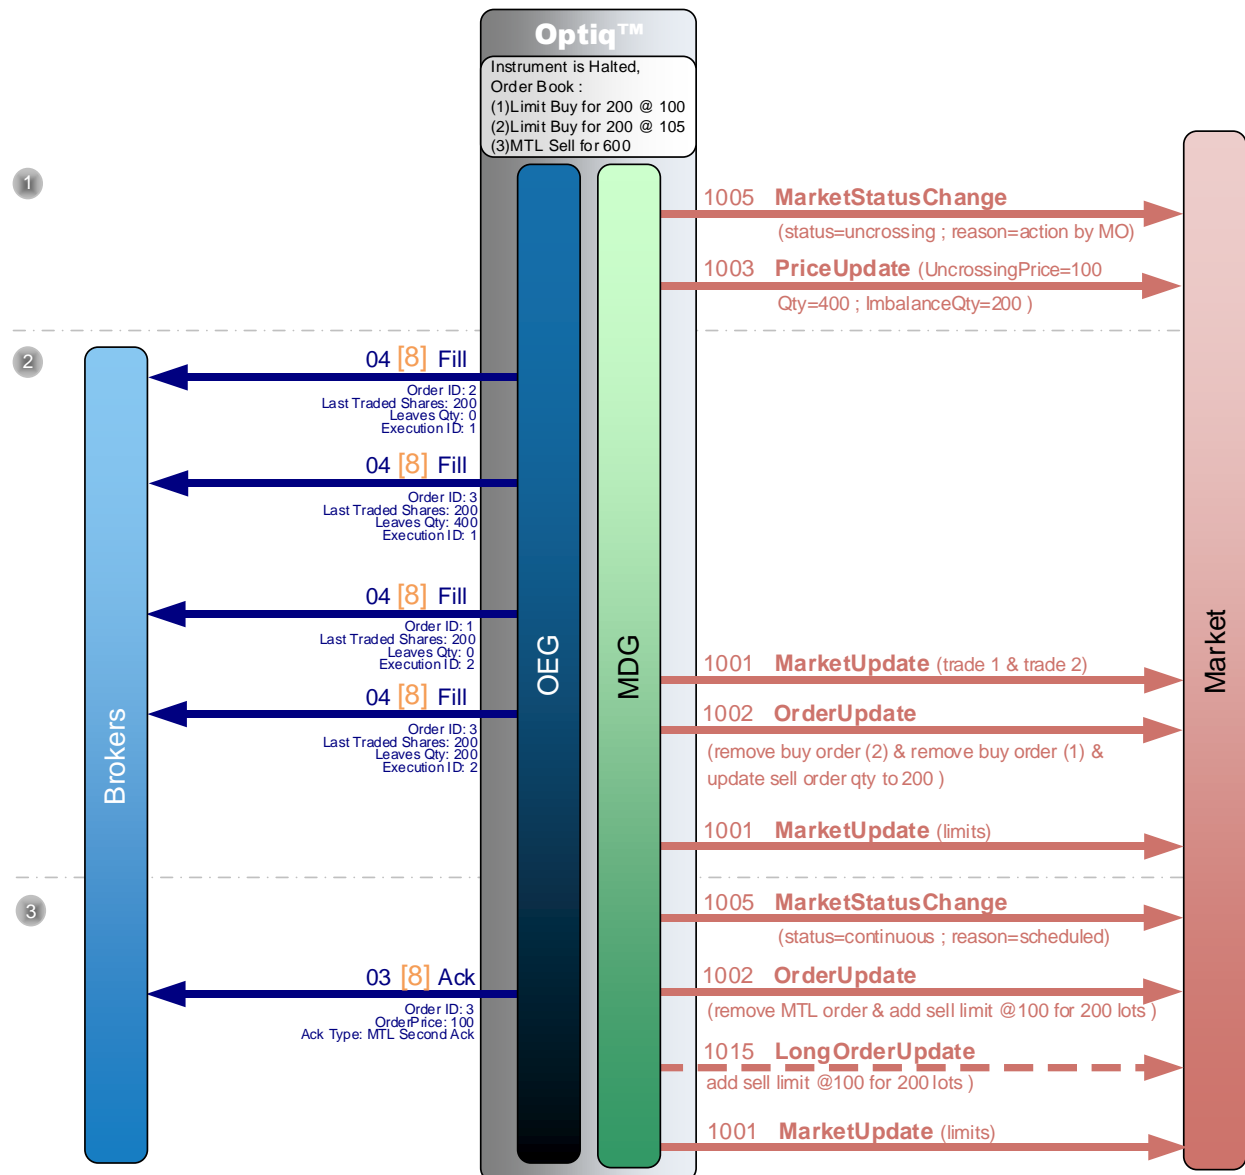 Optiq™
Instrument is Halted,
Order Book :
(1)Limit Buy for 200 @ 100
(2)Limit Buy for 200 @ 105
(3)MTL Sell for 600
1
1005 MarketStatusChange
(status=uncrossing ; reason=action by MO)
1003 PriceUpdate (UncrossingPrice=100
Qty=400 ; ImbalanceQty=200 )
2
04 [8] Fill
Order ID: 2
Last Traded Shares: 200
Leaves Qty: 0
Execution ID: 1
04 [8] Fill
Order ID: 3
Last Traded Shares: 200
Leaves Qty: 400
Execution ID: 1
04 [8] Fill
Order ID: 1
Last Traded Shares: 200
Leaves Qty: 0
Execution ID: 2
04 [8] Fill
Order ID: 3
Last Traded Shares: 200
Leaves Qty: 200
Execution ID: 2
Brokers
OEG
MDG
Market
1001 MarketUpdate (trade 1 & trade 2)
1002 OrderUpdate
(remove buy order (2) & remove buy order (1) &
update sell order qty to 200 )
1001 MarketUpdate (limits)
3
1005 MarketStatusChange
(status=continuous ; reason=scheduled)
03 [8] Ack
Order ID: 3
OrderPrice: 100
Ack Type: MTL Second Ack
1002 OrderUpdate
(remove MTL order & add sell limit @100 for 200 lots )
1015 LongOrderUpdate
add sell limit @100 for 200 lots )
1001 MarketUpdate (limits)